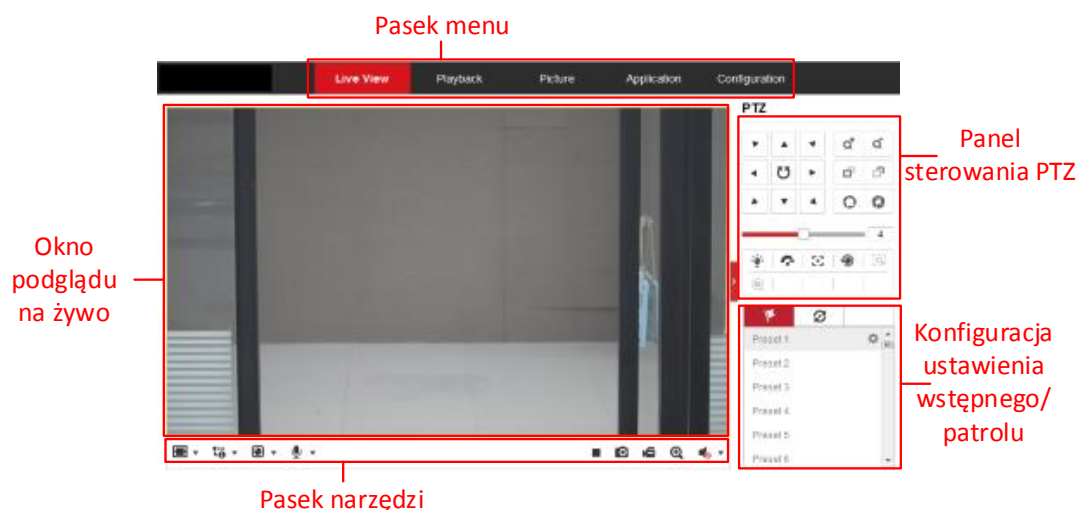 Pasek menu
Live View Playback Picture Application Configuration
PTZ
Panel
sterowania PTZ
4
Okno
podglądu
na żywo
Preset 1
Preset 2
Preset 3
Preset 4
Preset 5
Preset 6
Konfiguracja
ustawienia
wstępnego/
patrolu
Pasek narzędzi